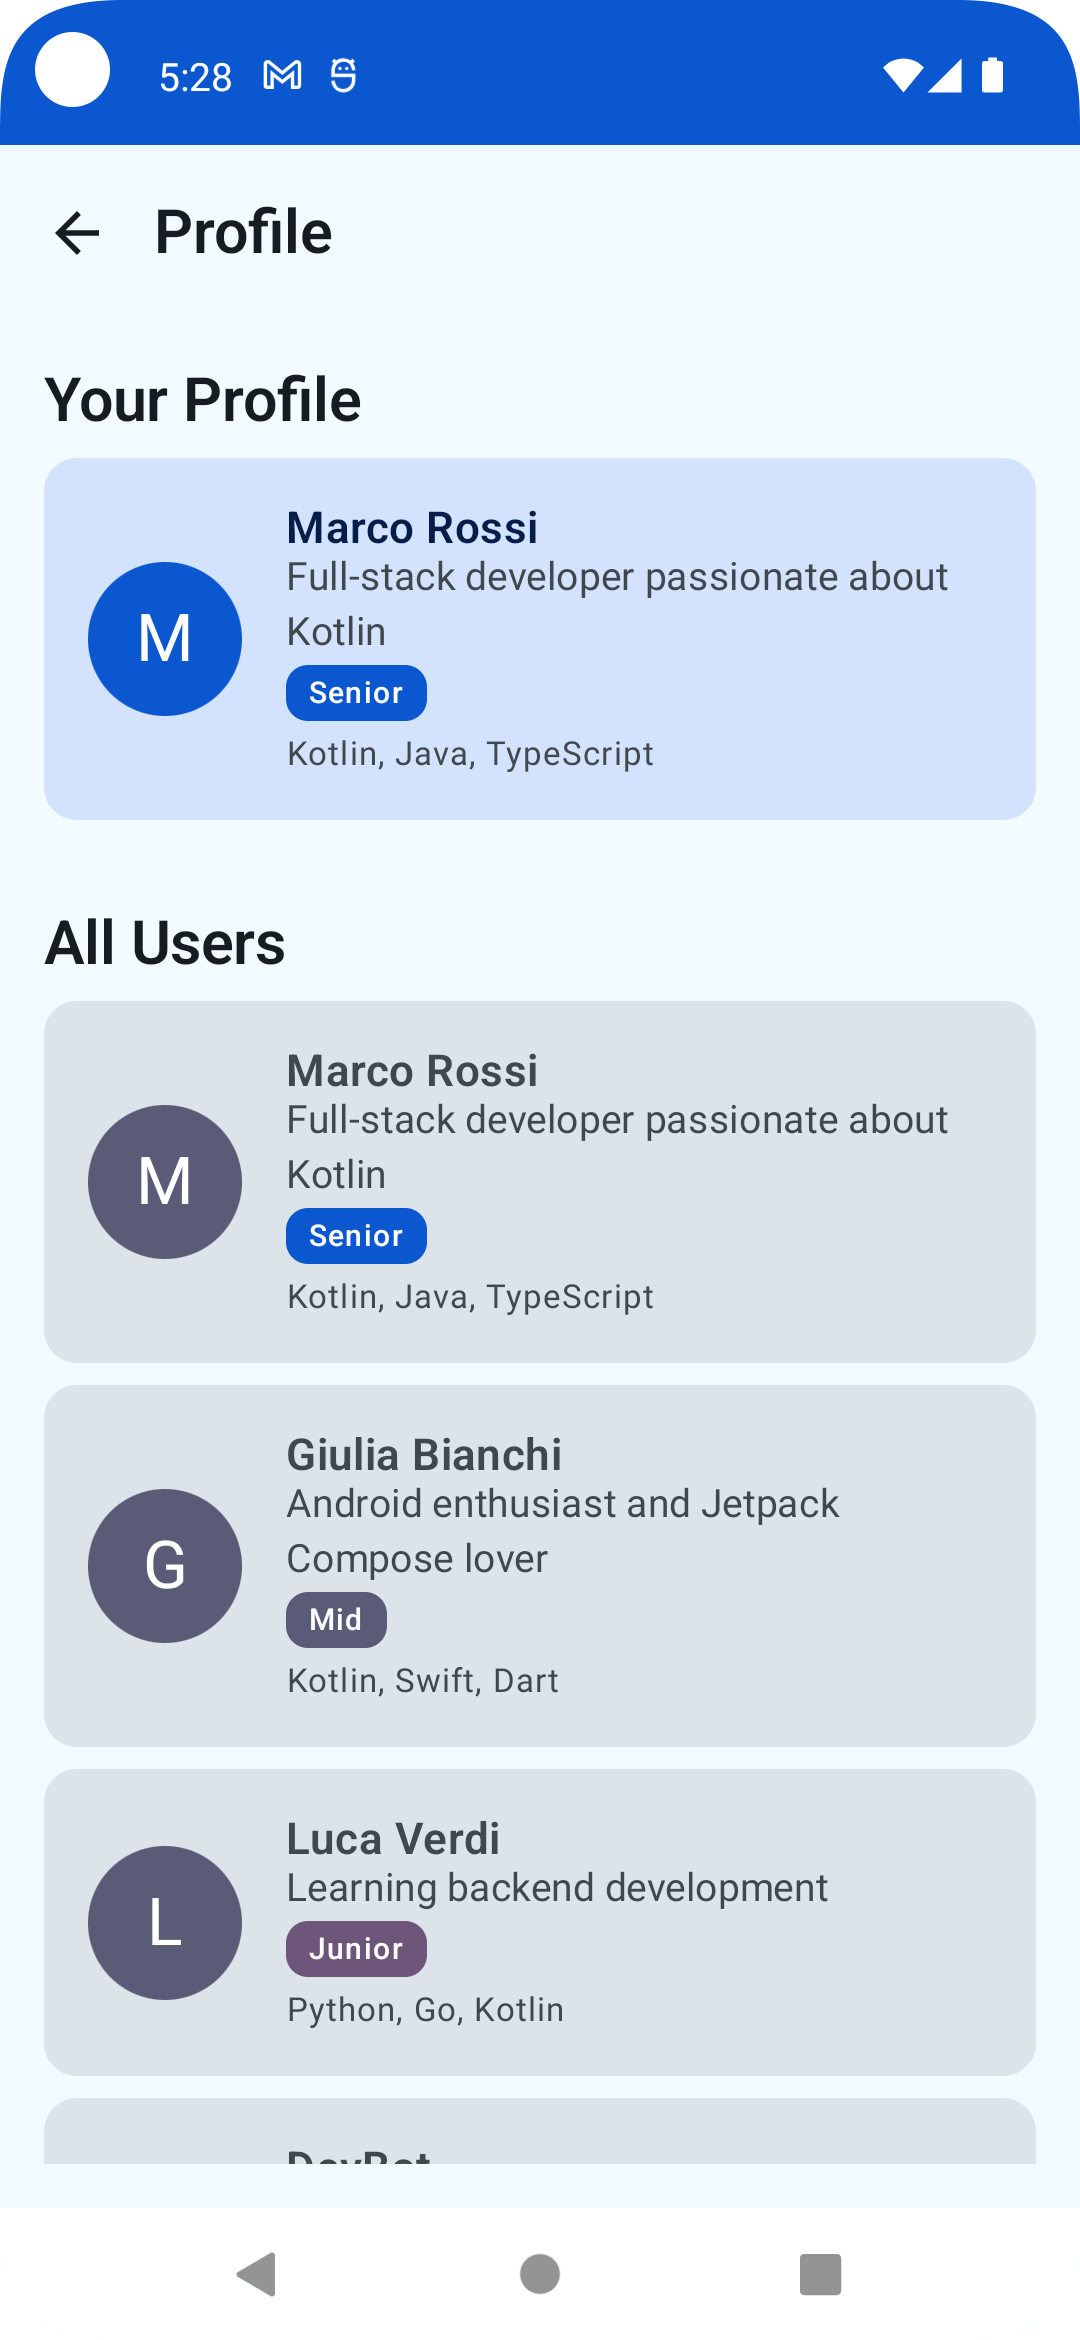 5:28
Profile
Your Profile
M
Marco Rossi
Full-stack developer passionate about
Kotlin
Senior
Kotlin, Java, TypeScript
All Users
M
Marco Rossi
Full-stack developer passionate about
Kotlin
Senior
Kotlin, Java, TypeScript
G
Giulia Bianchi
Android enthusiast and Jetpack
Compose lover
Mid
Kotlin, Swift, Dart
L
Luca Verdi
Learning backend development
Junior
Python, Go, Kotlin
DevBot